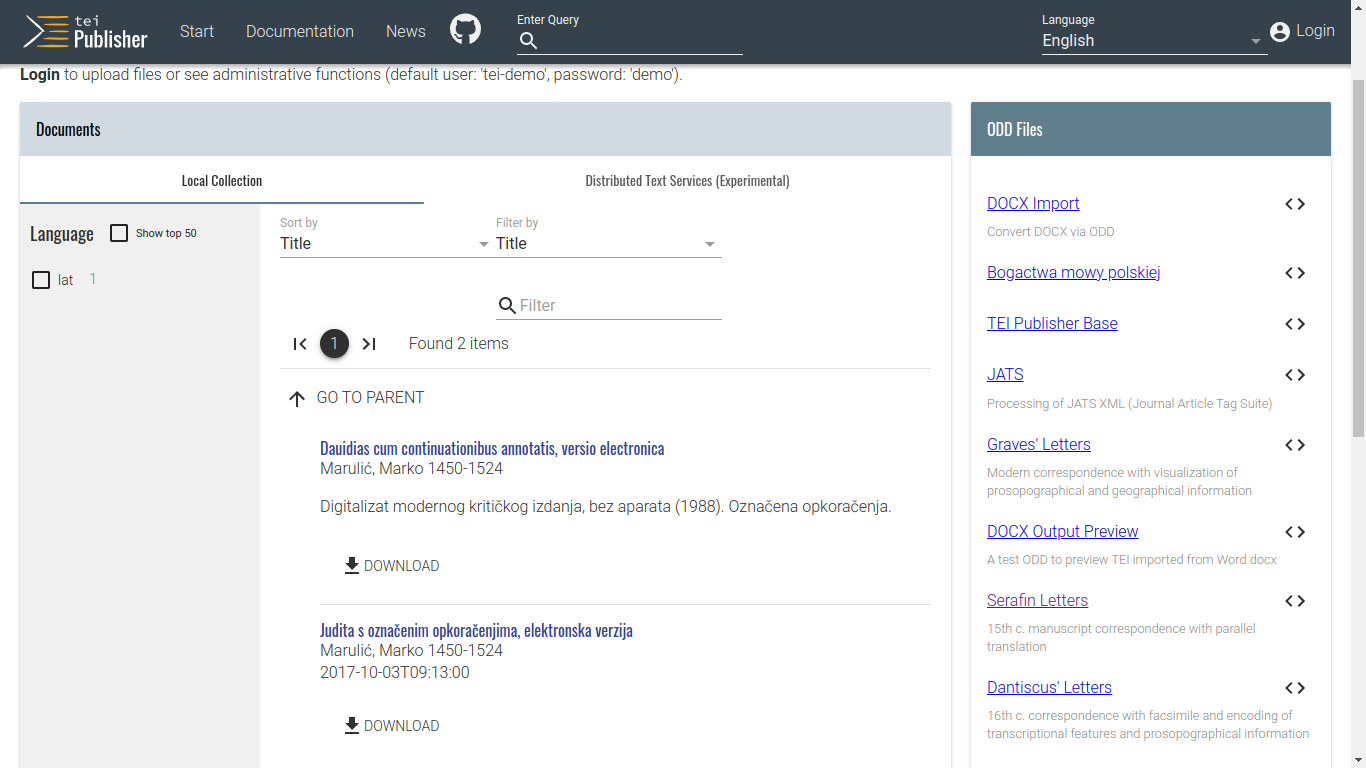 tei
Publisher
Start
Documentation
News
Enter Query
Language
English
Login
Login to upload files or see administrative functions (default user: 'tei-demo', password: 'demo').
Documents
Local Collection
Distributed Text Services (Experimental)
Language
Show top 50
lat 1
Sort by
Title
Filter by
Title
Filter
1
Found 2 items
GO TO PARENT
Dauidias cum continuationibus annotatis, versio electronica
Marulić, Marko 1450-1524
Digitalizat modernog kritičkog izdanja, bez aparata (1988). Označena opkoračenja.
DOWNLOAD
Judita s označenim opkoračenjima, elektronska verzija
Marulić, Marko 1450-1524
2017-10-03T09:13:00
DOWNLOAD
ODD Files
DOCX Import
Convert DOCX via ODD
Bogactwa mowy polskiej
TEI Publisher Base
JATS
Processing of JATS XML (Journal Article Tag Suite)
Graves' Letters
Modern correspondence with visualization of
prosopographical and geographical information
DOCX Output Preview
A test ODD to preview TEI imported from Word docx
Serafin Letters
15th c. manuscript correspondence with parallel
translation
Dantiscus' Letters
16th c. correspondence with facsimile and encoding of
transcriptional features and prosopographical information